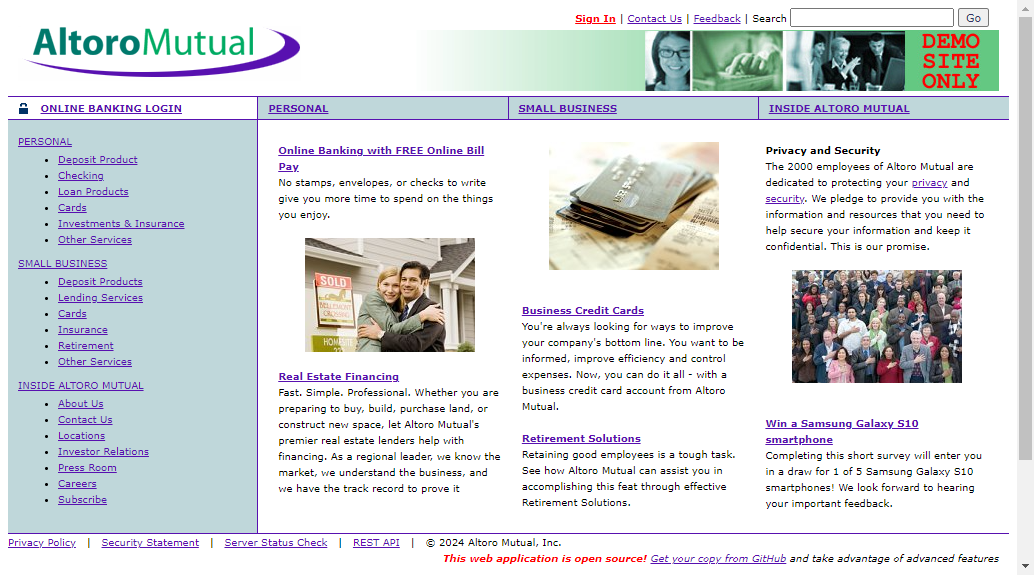 Sign In | Contact Us | Feedback | Search Go
AltoroMutual
DEMO
SITE
ONLY
ONLINE BANKING LOGIN
PERSONAL
SMALL BUSINESS
INSIDE ALTORO MUTUAL
PERSONAL
Deposit Product
Checking
Loan Products
Cards
Investments & Insurance
Other Services
SMALL BUSINESS
Deposit Products
Lending Services
Cards
Insurance
Retirement
Other Services
INSIDE ALTORO MUTUAL
About Us
Contact Us
Locations
Investor Relations
Press Room
Careers
Subscribe
Online Banking with FREE Online Bill
Pay
No stamps, envelopes, or checks to write
give you more time to spend on the things
you enjoy.
SOLD
HOMESITE
Real Estate Financing
Fast. Simple. Professional. Whether you are
preparing to buy, build, purchase land, or
construct new space, let Altoro Mutual's
premier real estate lenders help with
financing. As a regional leader, we know the
market, we understand the business, and
we have the track record to prove it
Business Credit Cards
You're always looking for ways to improve
your company's bottom line. You want to be
informed, improve efficiency and control
expenses. Now, you can do it all - with a
business credit card account from Altoro
Mutual.
Retirement Solutions
Retaining good employees is a tough task.
See how Altoro Mutual can assist you in
accomplishing this feat through effective
Retirement Solutions.
Privacy and Security
The 2000 employees of Altoro Mutual are
dedicated to protecting your privacy and
security. We pledge to provide you with the
information and resources that you need to
help secure your information and keep it
confidential. This is our promise.
Win a Samsung Galaxy S10
smartphone
Completing this short survey will enter you
in a draw for 1 of 5 Samsung Galaxy S10
smartphones! We look forward to hearing
your important feedback.
Privacy Policy | Security Statement | Server Status Check | REST API | © 2024 Altoro Mutual, Inc.
This web application is open source! Get your copy from GitHub and take advantage of advanced features